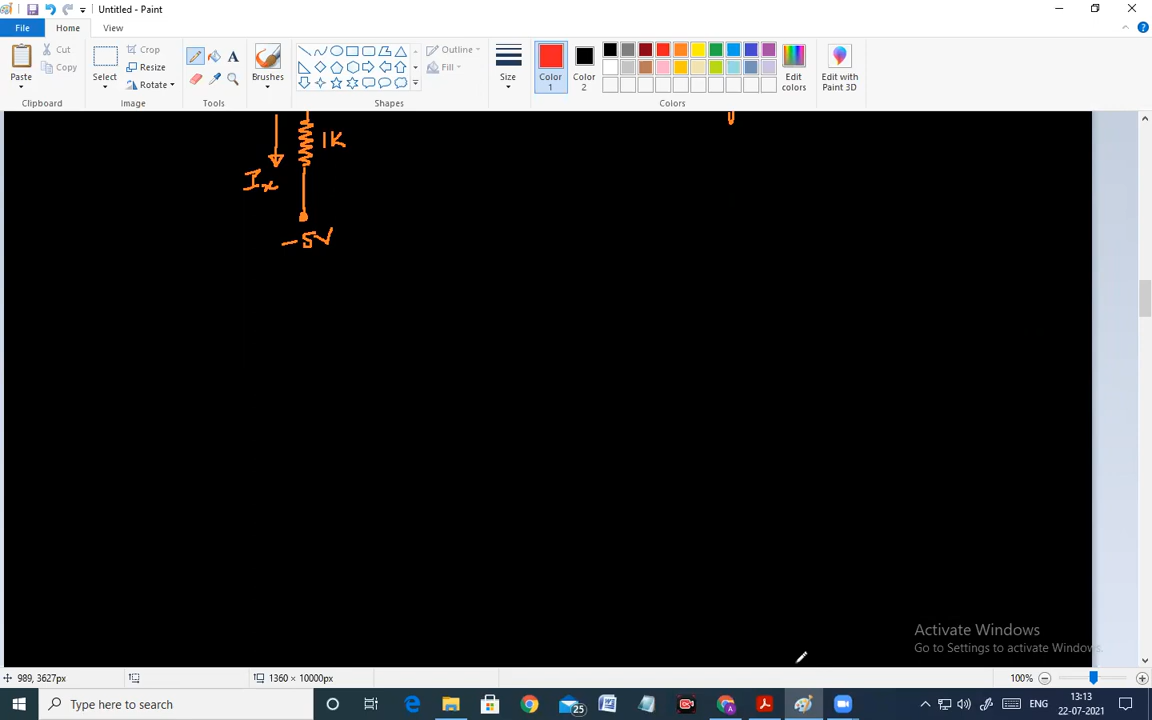 Untitled - Paint
File Home View
Paste
Cut
Copy
Clipboard
Select
Crop
Resize
Rotate
Image
A
Tools
Brushes
Shapes
Outline
Fill
Size
Color 1
Color 2
Edit colors
Colors
Edit with Paint 3D
1K
Ix
-5V
Activate Windows
Go to Settings to activate Windows.
989, 3627px
1360 × 10000px
100%
Type here to search
25
A
ENG
13:13
22-07-2021